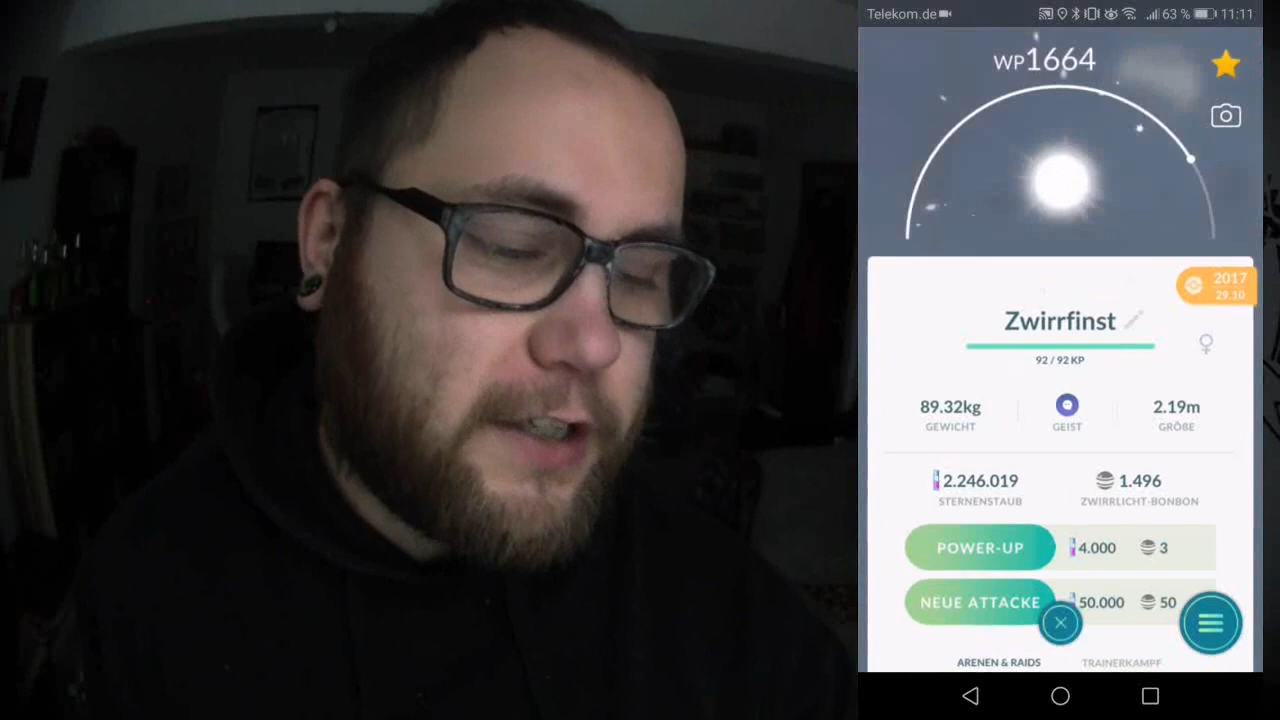 Telekom.de 63 % 11:11
WP1664
2017
29.10
Zwirrfinst
92 / 92 KP
89.32kg
GEWICHT
GEIST
2.19m
GRÖßE
2.246.019
STERNENSTAUB
1.496
ZWIRRLICHT-BONBON
POWER-UP 4.000 3
NEUE ATTACKE 50.000 50
ARENEN & RAIDS TRAINERKAMPF